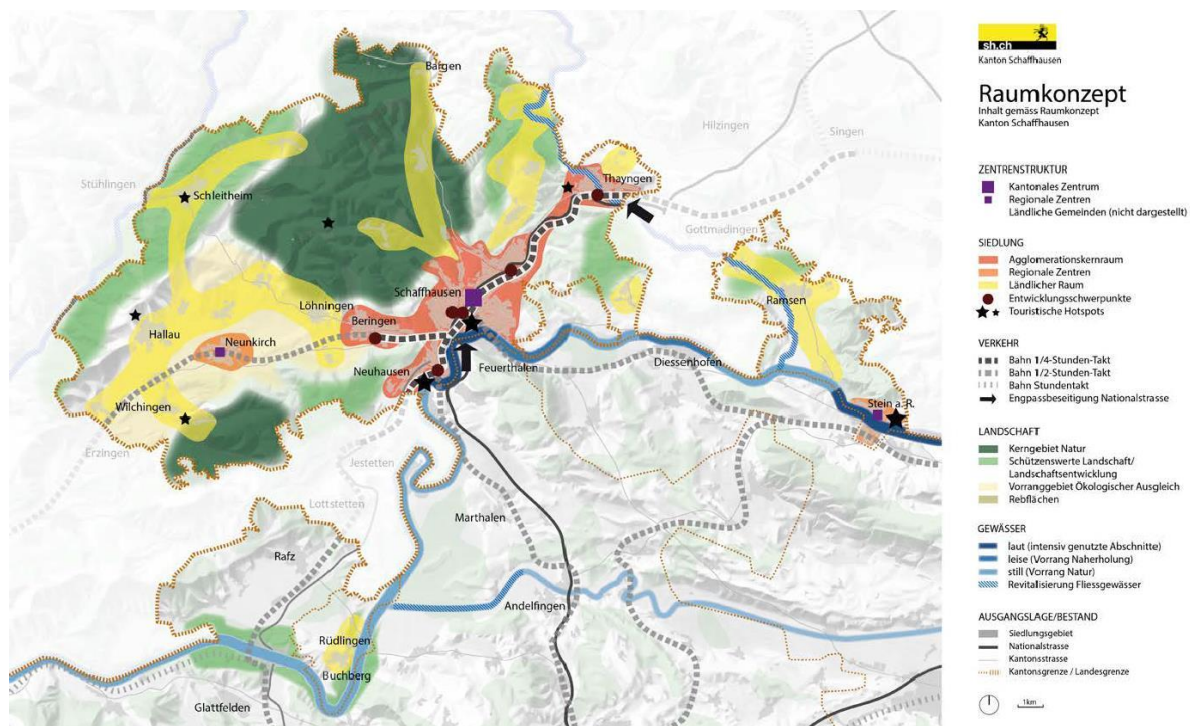 Bargen
Hilzingen
Singen
Stühlingen
Schleitheim
Thayngen
Gottmadingen
Schaffhausen
Ramsen
Löhningen
Beringen
Hallau
Neunkirch
Neuhausen
Feuerthalen
Diessenhofen
Wilchingen
Stein a. R.
Erzingen
Jestetten
Lottstetten
Marthalen
Rafz
Andelfingen
Rüdlingen
Buchberg
Glattfelden
sh.ch
Kanton Schaffhausen
Raumkonzept
Inhalt gemäss Raumkonzept
Kanton Schaffhausen
ZENTRENSTRUKTUR
Kantonales Zentrum
Regionale Zentren
Ländliche Gemeinden (nicht dargestellt)
SIEDLUNG
Agglomerationskernraum
Regionale Zentren
Ländlicher Raum
Entwicklungsschwerpunkte
Touristische Hotspots
VERKEHR
Bahn 1/4-Stunden-Takt
Bahn 1/2-Stunden-Takt
Bahn Stundentakt
Engpassbeseitigung Nationalstrasse
LANDSCHAFT
Kerngebiet Natur
Schützenswerte Landschaft/
Landschaftsentwicklung
Vorranggebiet Ökologischer Ausgleich
Rebflächen
GEWÄSSER
laut (intensiv genutzte Abschnitte)
leise (Vorrang Naherholung)
still (Vorrang Natur)
Revitalisierung Fliessgewässer
AUSGANGSLAGE/BESTAND
Siedlungsgebiet
Nationalstrasse
Kantonsstrasse
Kantonsgrenze / Landesgrenze
1km